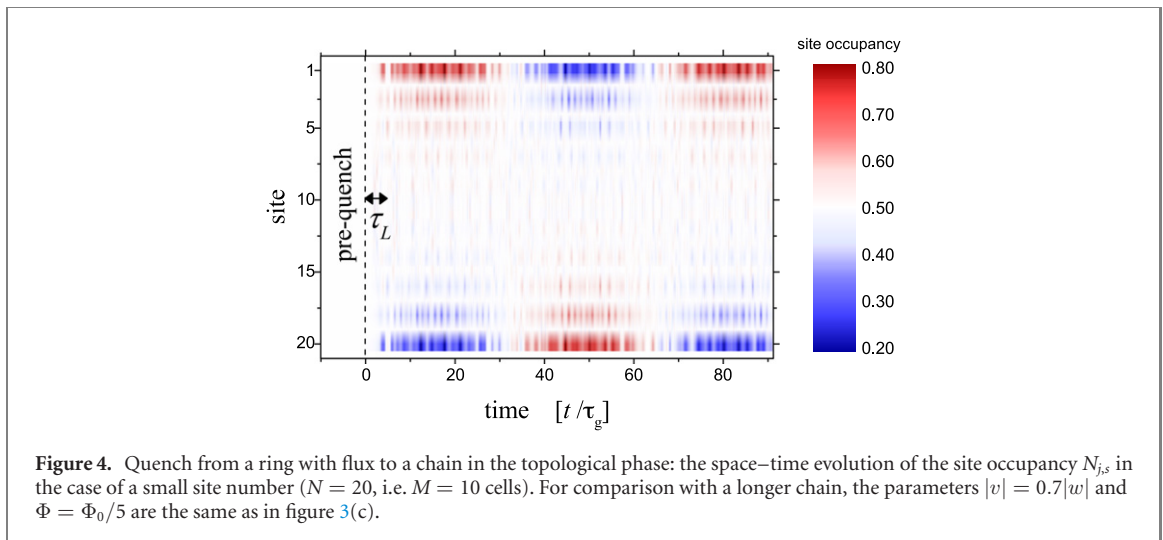 site occupancy
0.80
0.70
0.60
0.50
0.40
0.30
0.20
site
1
5
10
15
20
pre-quench
τ_L
0
20
40
60
80
time [t/τ_g]
Figure 4. Quench from a ring with flux to a chain in the topological phase: the space–time evolution of the site occupancy N_{j,s} in
the case of a small site number (N = 20, i.e. M = 10 cells). For comparison with a longer chain, the parameters |v| = 0.7|w| and
Φ = Φ_0/5 are the same as in figure 3(c).